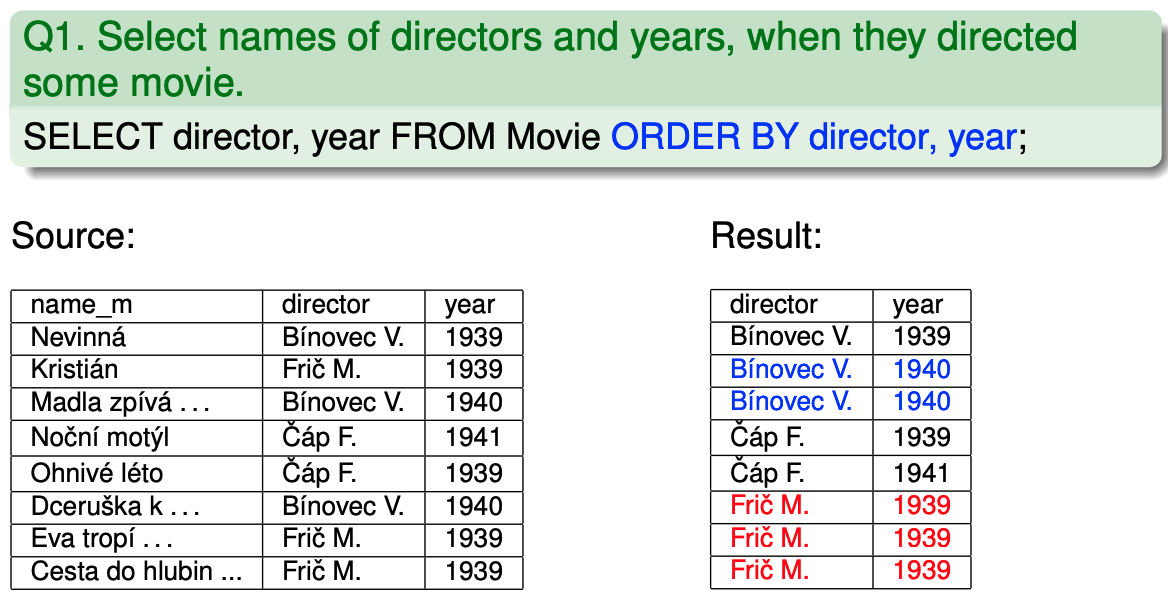 Q1. Select names of directors and years, when they directed
some movie.
SELECT director, year FROM Movie ORDER BY director, year;
Source:
name_m director year
Nevinná Bínovec V. 1939
Kristián Frič M. 1939
Madla zpívá ... Bínovec V. 1940
Noční motýl Čáp F. 1941
Ohnivé léto Čáp F. 1939
Dceruška k ... Bínovec V. 1940
Eva tropí ... Frič M. 1939
Cesta do hlubin ... Frič M. 1939
Result:
director year
Bínovec V. 1939
Bínovec V. 1940
Bínovec V. 1940
Čáp F. 1939
Čáp F. 1941
Frič M. 1939
Frič M. 1939
Frič M. 1939